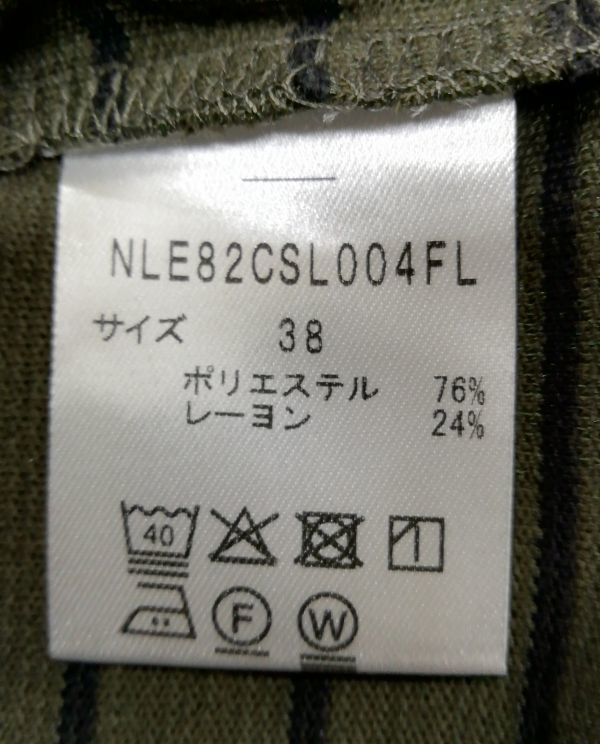 NLE82CSL004FL
サイズ 38
ポリエステル 76%
レーヨン 24%
40
F W